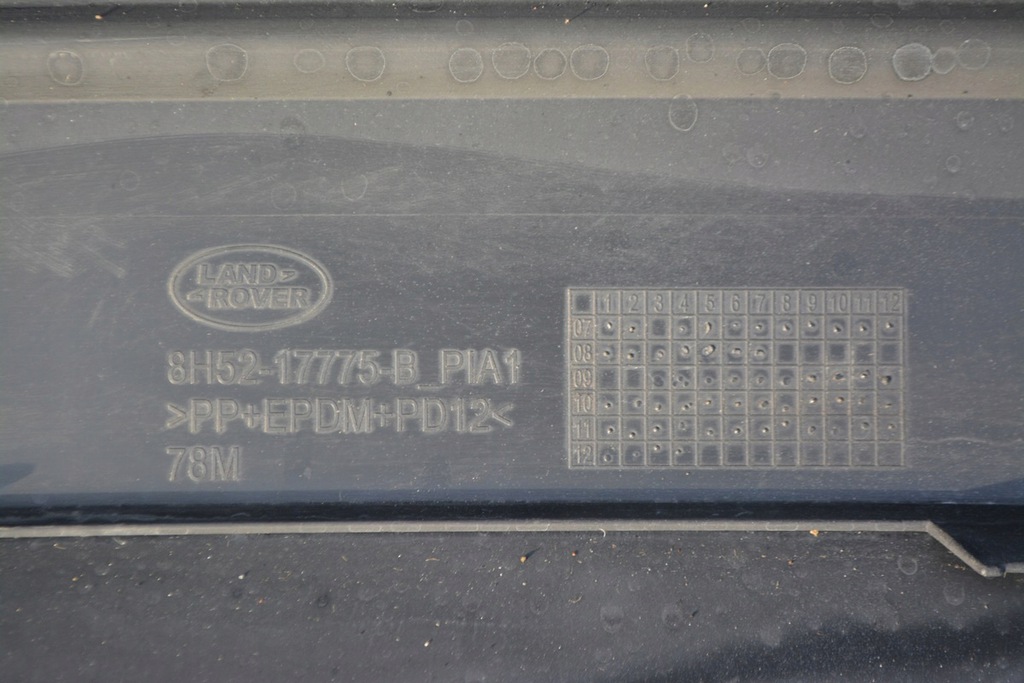 LAND
ROVER
8H52-17775-B_PIA1
>PP+EPDM+PD12<
78M
1 2 3 4 5 6 7 8 9 10 11 12
07
08
09
10
11
12